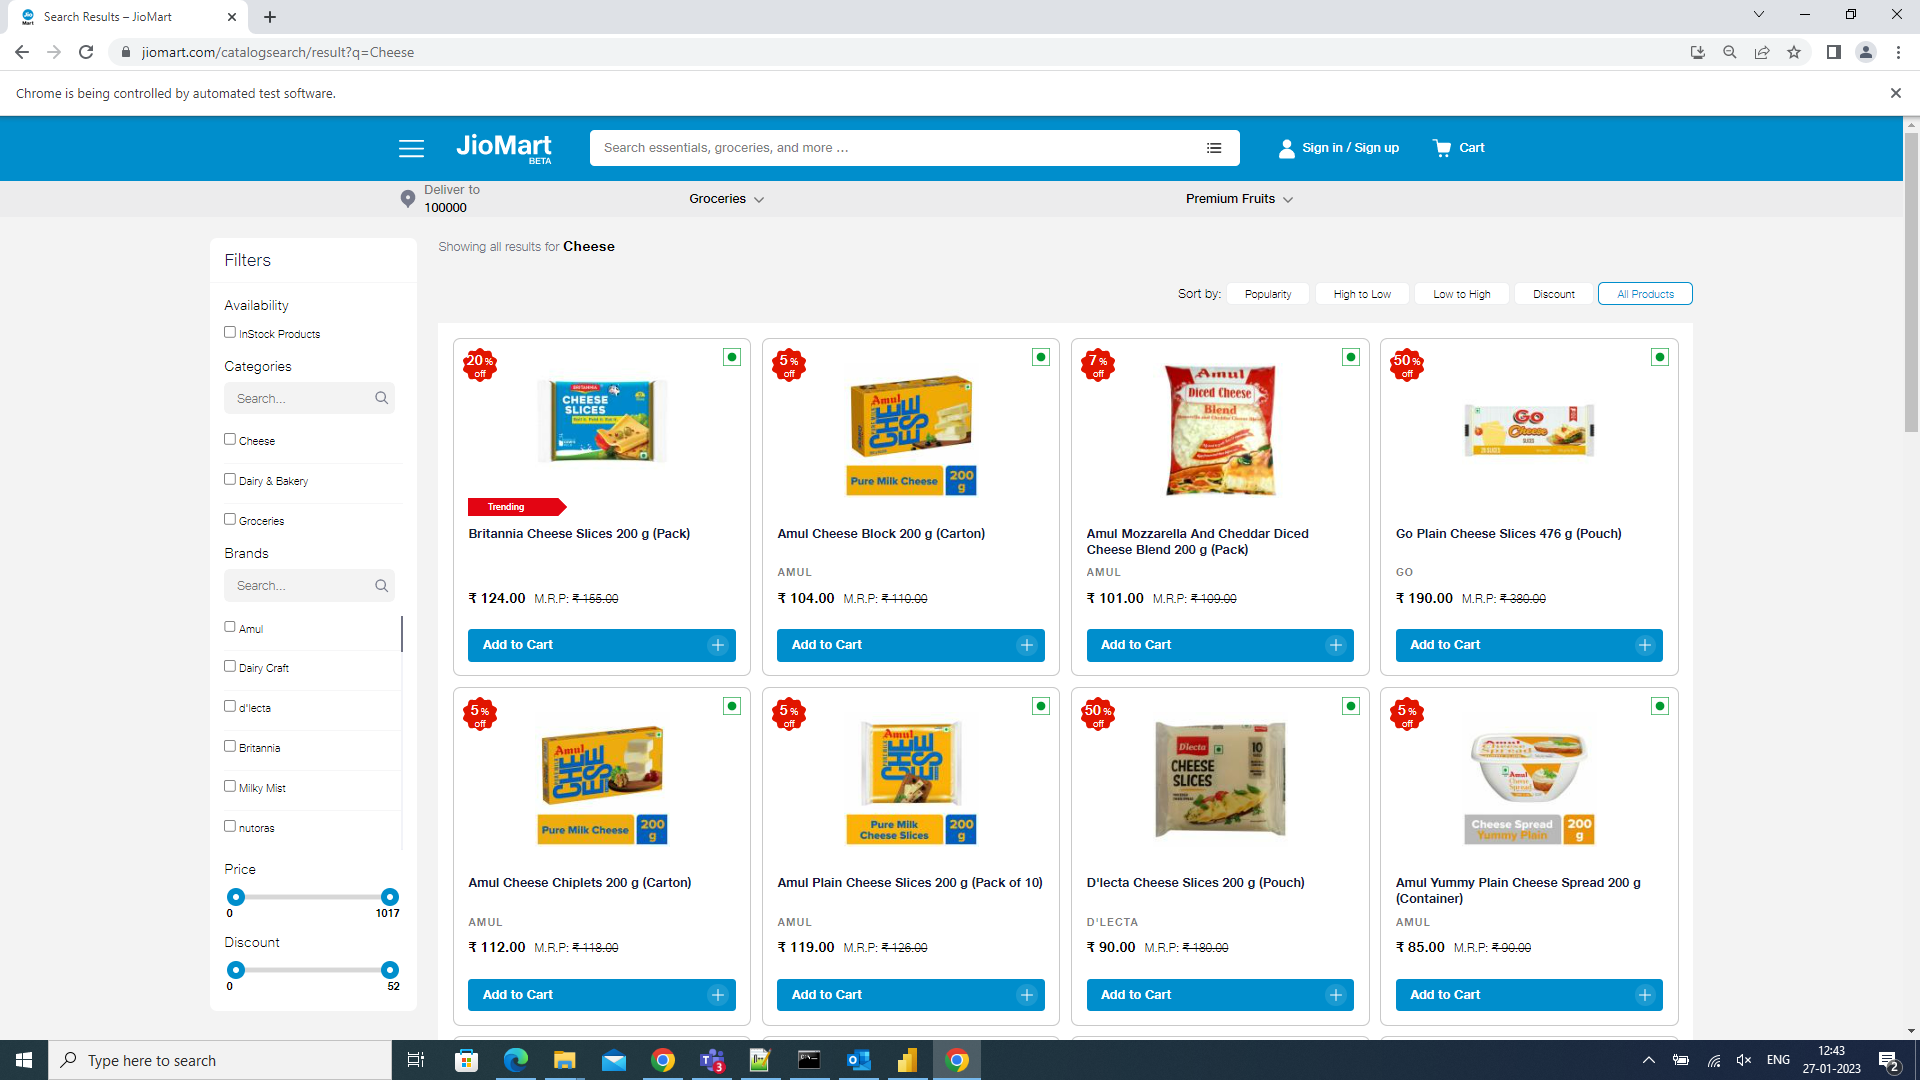 Search Results – JioMart
jiomart.com/catalogsearch/result?q=Cheese
Chrome is being controlled by automated test software.
JioMart
BETA
Search essentials, groceries, and more ...
Sign in / Sign up
Cart
Deliver to
100000
Groceries
Premium Fruits
Showing all results for Cheese
Filters
Availability
InStock Products
Categories
Search...
Cheese
Dairy & Bakery
Groceries
Brands
Search...
Amul
Dairy Craft
d'lecta
Britannia
Milky Mist
nutoras
Price
0 1017
Discount
0 52
Sort by: Popularity High to Low Low to High Discount All Products
20% off
BRITANNIA
CHEESE SLICES
Trending
Britannia Cheese Slices 200 g (Pack)
₹ 124.00 M.R.P: ₹ 155.00
Add to Cart
5% off
Amul
CHEESE
Pure Milk Cheese 200 g
Amul Cheese Block 200 g (Carton)
AMUL
₹ 104.00 M.R.P: ₹ 110.00
Add to Cart
7% off
Amul
Diced Cheese
Blend
Amul Mozzarella And Cheddar Diced
Cheese Blend 200 g (Pack)
AMUL
₹ 101.00 M.R.P: ₹ 109.00
Add to Cart
50% off
GO
Cheese
Go Plain Cheese Slices 476 g (Pouch)
GO
₹ 190.00 M.R.P: ₹ 380.00
Add to Cart
5% off
Amul
CHEESE
Pure Milk Cheese 200 g
Amul Cheese Chiplets 200 g (Carton)
AMUL
₹ 112.00 M.R.P: ₹ 118.00
Add to Cart
5% off
Amul
CHEESE
Pure Milk
Cheese Slices 200 g
Amul Plain Cheese Slices 200 g (Pack of 10)
AMUL
₹ 119.00 M.R.P: ₹ 126.00
Add to Cart
50% off
D'lecta
10
CHEESE
SLICES
D'lecta Cheese Slices 200 g (Pouch)
D'LECTA
₹ 90.00 M.R.P: ₹ 180.00
Add to Cart
5% off
Amul
Cheese Spread
Amul
Cheese Spread
Yummy Plain 200 g
Amul Yummy Plain Cheese Spread 200 g
(Container)
AMUL
₹ 85.00 M.R.P: ₹ 90.00
Add to Cart
Type here to search
3
ENG
12:43
27-01-2023
2